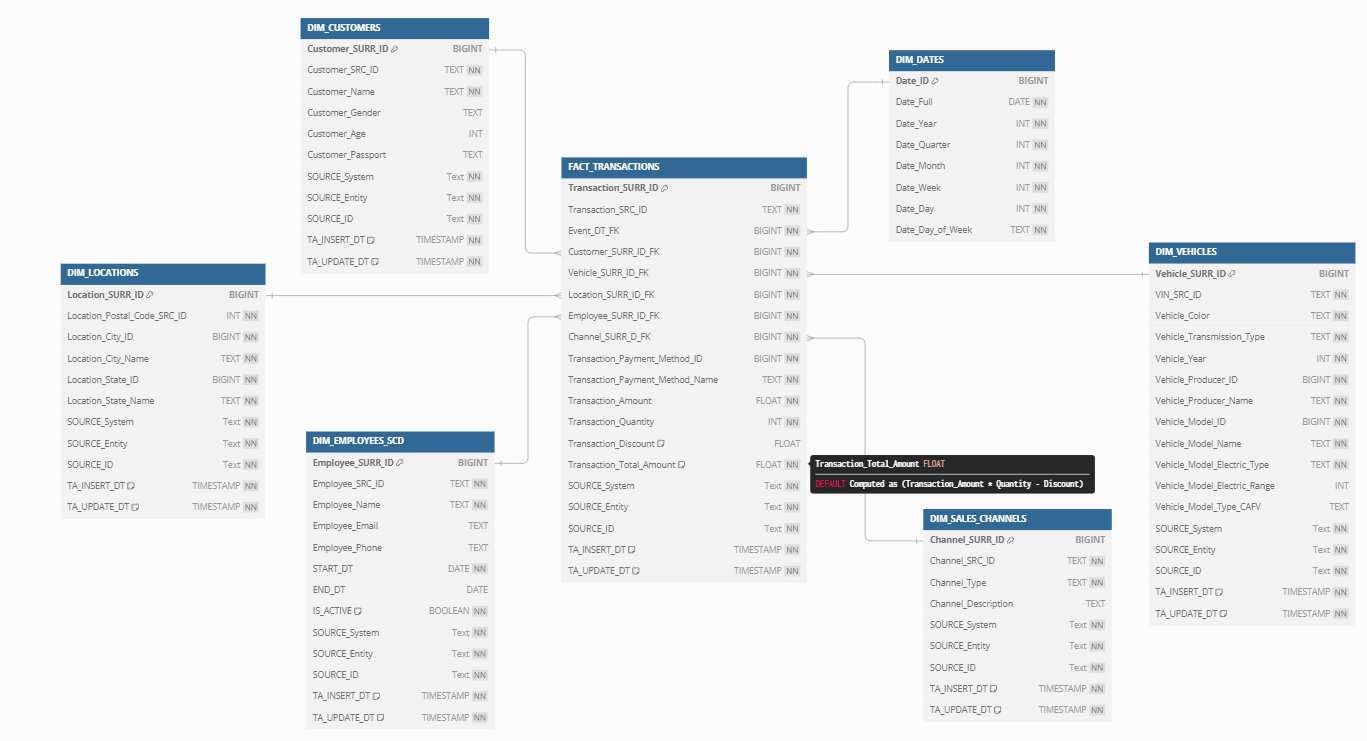 DIM_CUSTOMERS
Customer_SURR_ID BIGINT
Customer_SRC_ID TEXT NN
Customer_Name TEXT NN
Customer_Gender TEXT
Customer_Age INT
Customer_Passport TEXT
SOURCE_System Text NN
SOURCE_Entity Text NN
SOURCE_ID Text NN
TA_INSERT_DT TIMESTAMP NN
TA_UPDATE_DT TIMESTAMP NN
DIM_DATES
Date_ID BIGINT
Date_Full DATE NN
Date_Year INT NN
Date_Quarter INT NN
Date_Month INT NN
Date_Week INT NN
Date_Day INT NN
Date_Day_of_Week TEXT NN
FACT_TRANSACTIONS
Transaction_SURR_ID BIGINT
Transaction_SRC_ID TEXT NN
Event_DT_FK BIGINT NN
Customer_SURR_ID_FK BIGINT NN
Vehicle_SURR_ID_FK BIGINT NN
Location_SURR_ID_FK BIGINT NN
Employee_SURR_ID_FK BIGINT NN
Channel_SURR_D_FK BIGINT NN
Transaction_Payment_Method_ID BIGINT NN
Transaction_Payment_Method_Name TEXT NN
Transaction_Amount FLOAT NN
Transaction_Quantity INT NN
Transaction_Discount FLOAT
Transaction_Total_Amount FLOAT NN
SOURCE_System Text NN
SOURCE_Entity Text NN
SOURCE_ID Text NN
TA_INSERT_DT TIMESTAMP NN
TA_UPDATE_DT TIMESTAMP NN
Transaction_Total_Amount FLOAT
DEFAULT Computed as (Transaction_Amount * Quantity - Discount)
DIM_LOCATIONS
Location_SURR_ID BIGINT
Location_Postal_Code_SRC_ID INT NN
Location_City_ID BIGINT NN
Location_City_Name TEXT NN
Location_State_ID BIGINT NN
Location_State_Name TEXT NN
SOURCE_System Text NN
SOURCE_Entity Text NN
SOURCE_ID Text NN
TA_INSERT_DT TIMESTAMP NN
TA_UPDATE_DT TIMESTAMP NN
DIM_VEHICLES
Vehicle_SURR_ID BIGINT
VIN_SRC_ID TEXT NN
Vehicle_Color TEXT NN
Vehicle_Transmission_Type TEXT NN
Vehicle_Year INT NN
Vehicle_Producer_ID BIGINT NN
Vehicle_Producer_Name TEXT NN
Vehicle_Model_ID BIGINT NN
Vehicle_Model_Name TEXT NN
Vehicle_Model_Electric_Type TEXT NN
Vehicle_Model_Electric_Range INT
Vehicle_Model_Type_CAFV TEXT
SOURCE_System Text NN
SOURCE_Entity Text NN
SOURCE_ID Text NN
TA_INSERT_DT TIMESTAMP NN
TA_UPDATE_DT TIMESTAMP NN
DIM_EMPLOYEES_SCD
Employee_SURR_ID BIGINT
Employee_SRC_ID TEXT NN
Employee_Name TEXT NN
Employee_Email TEXT
Employee_Phone TEXT
START_DT DATE NN
END_DT DATE
IS_ACTIVE BOOLEAN NN
SOURCE_System Text NN
SOURCE_Entity Text NN
SOURCE_ID Text NN
TA_INSERT_DT TIMESTAMP NN
TA_UPDATE_DT TIMESTAMP NN
DIM_SALES_CHANNELS
Channel_SURR_ID BIGINT
Channel_SRC_ID TEXT NN
Channel_Type TEXT NN
Channel_Description TEXT
SOURCE_System Text NN
SOURCE_Entity Text NN
SOURCE_ID Text NN
TA_INSERT_DT TIMESTAMP NN
TA_UPDATE_DT TIMESTAMP NN